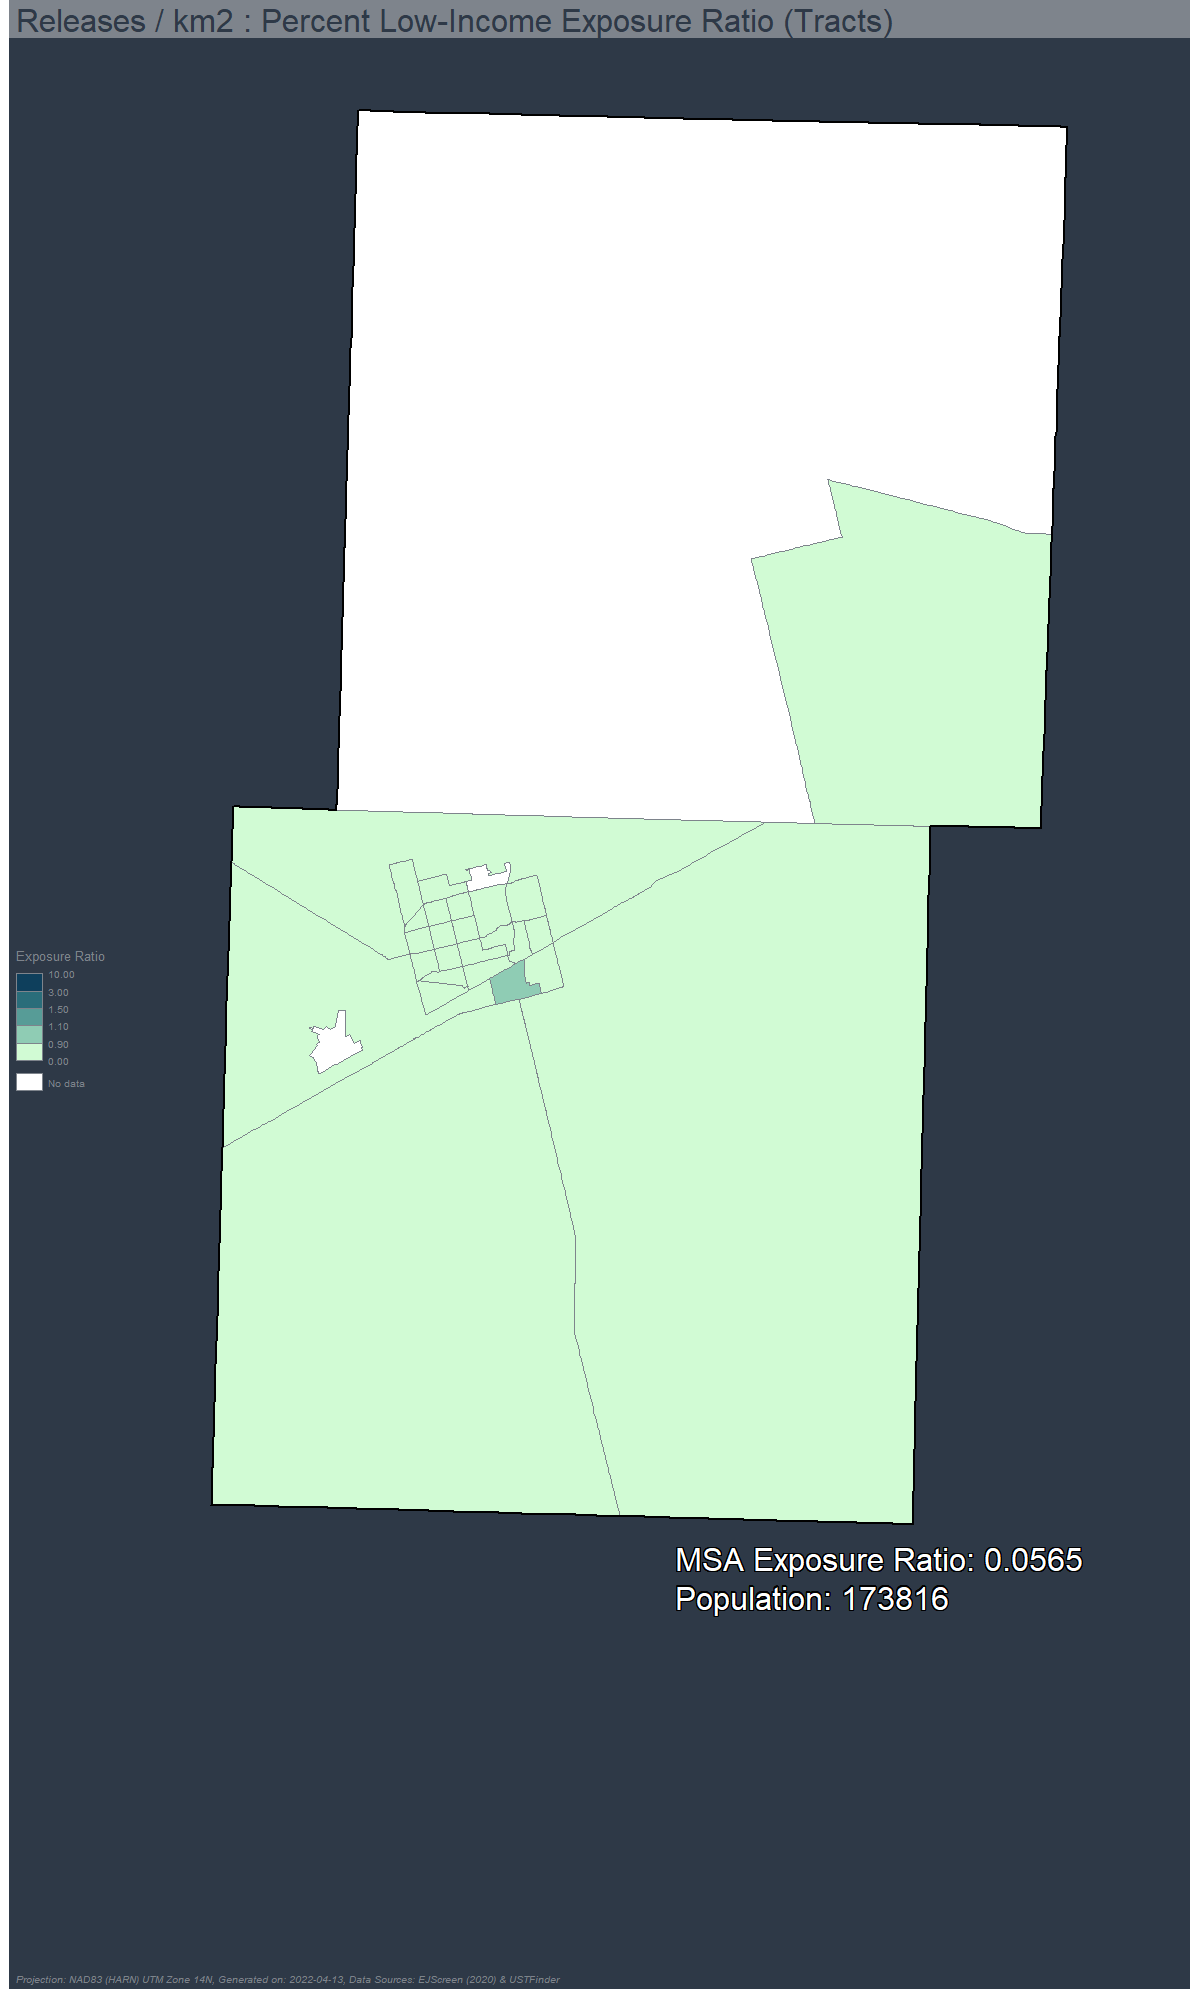 Releases / km2 : Percent Low-Income Exposure Ratio (Tracts)
Exposure Ratio
10.00
3.00
1.50
1.10
0.90
0.00
No data
MSA Exposure Ratio: 0.0565
Population: 173816
Projection: NAD83 (HARN) UTM Zone 14N, Generated on: 2022-04-13, Data Sources: EJScreen (2020) & USTFinder